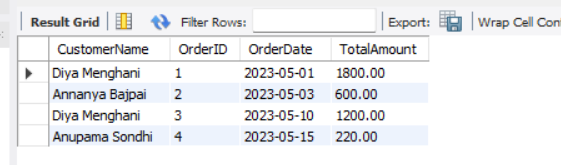 Result Grid Filter Rows: Export: Wrap Cell Con
CustomerName OrderID OrderDate TotalAmount
Diya Menghani 1 2023-05-01 1800.00
Annanya Bajpai 2 2023-05-03 600.00
Diya Menghani 3 2023-05-10 1200.00
Anupama Sondhi 4 2023-05-15 220.00